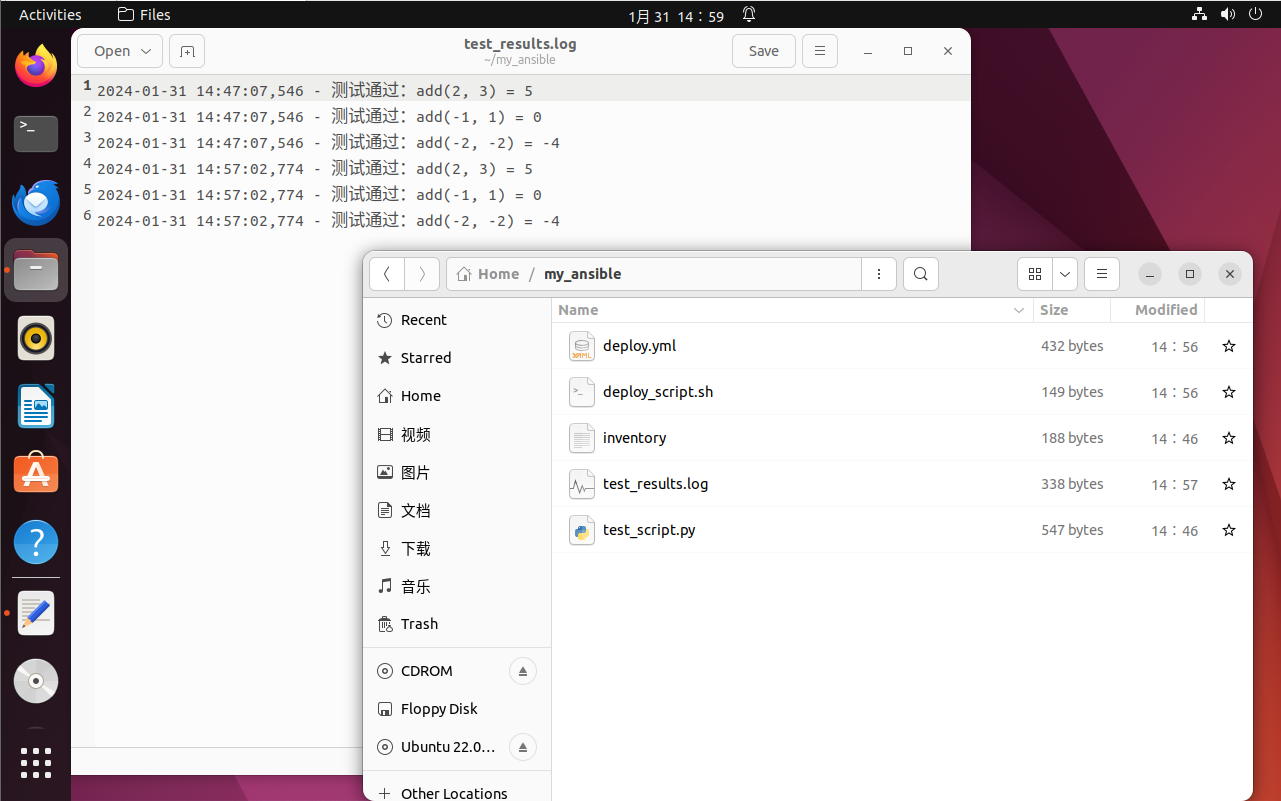 Activities
Files
1月 31 14：59
Open
test_results.log
~/my_ansible
Save
1 2024-01-31 14:47:07,546 - 测试通过：add(2, 3) = 5
2 2024-01-31 14:47:07,546 - 测试通过：add(-1, 1) = 0
3 2024-01-31 14:47:07,546 - 测试通过：add(-2, -2) = -4
4 2024-01-31 14:57:02,774 - 测试通过：add(2, 3) = 5
5 2024-01-31 14:57:02,774 - 测试通过：add(-1, 1) = 0
6 2024-01-31 14:57:02,774 - 测试通过：add(-2, -2) = -4
Home / my_ansible
Recent
Starred
Home
视频
图片
文档
下载
音乐
Trash
CDROM
Floppy Disk
Ubuntu 22.0…
Other Locations
Name Size Modified
deploy.yml 432 bytes 14：56
deploy_script.sh 149 bytes 14：56
inventory 188 bytes 14：46
test_results.log 338 bytes 14：57
test_script.py 547 bytes 14：46
YAML